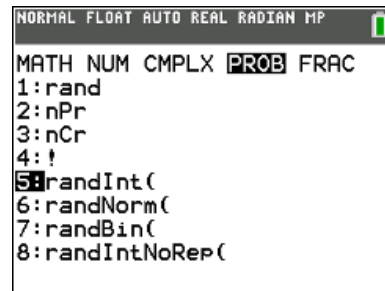 NORMAL FLOAT AUTO REAL RADIAN MP
MATH NUM CMPLX PROB FRAC
1:rand
2:nPr
3:nCr
4:!
5:randInt(
6:randNorm(
7:randBin(
8:randIntNoRep(